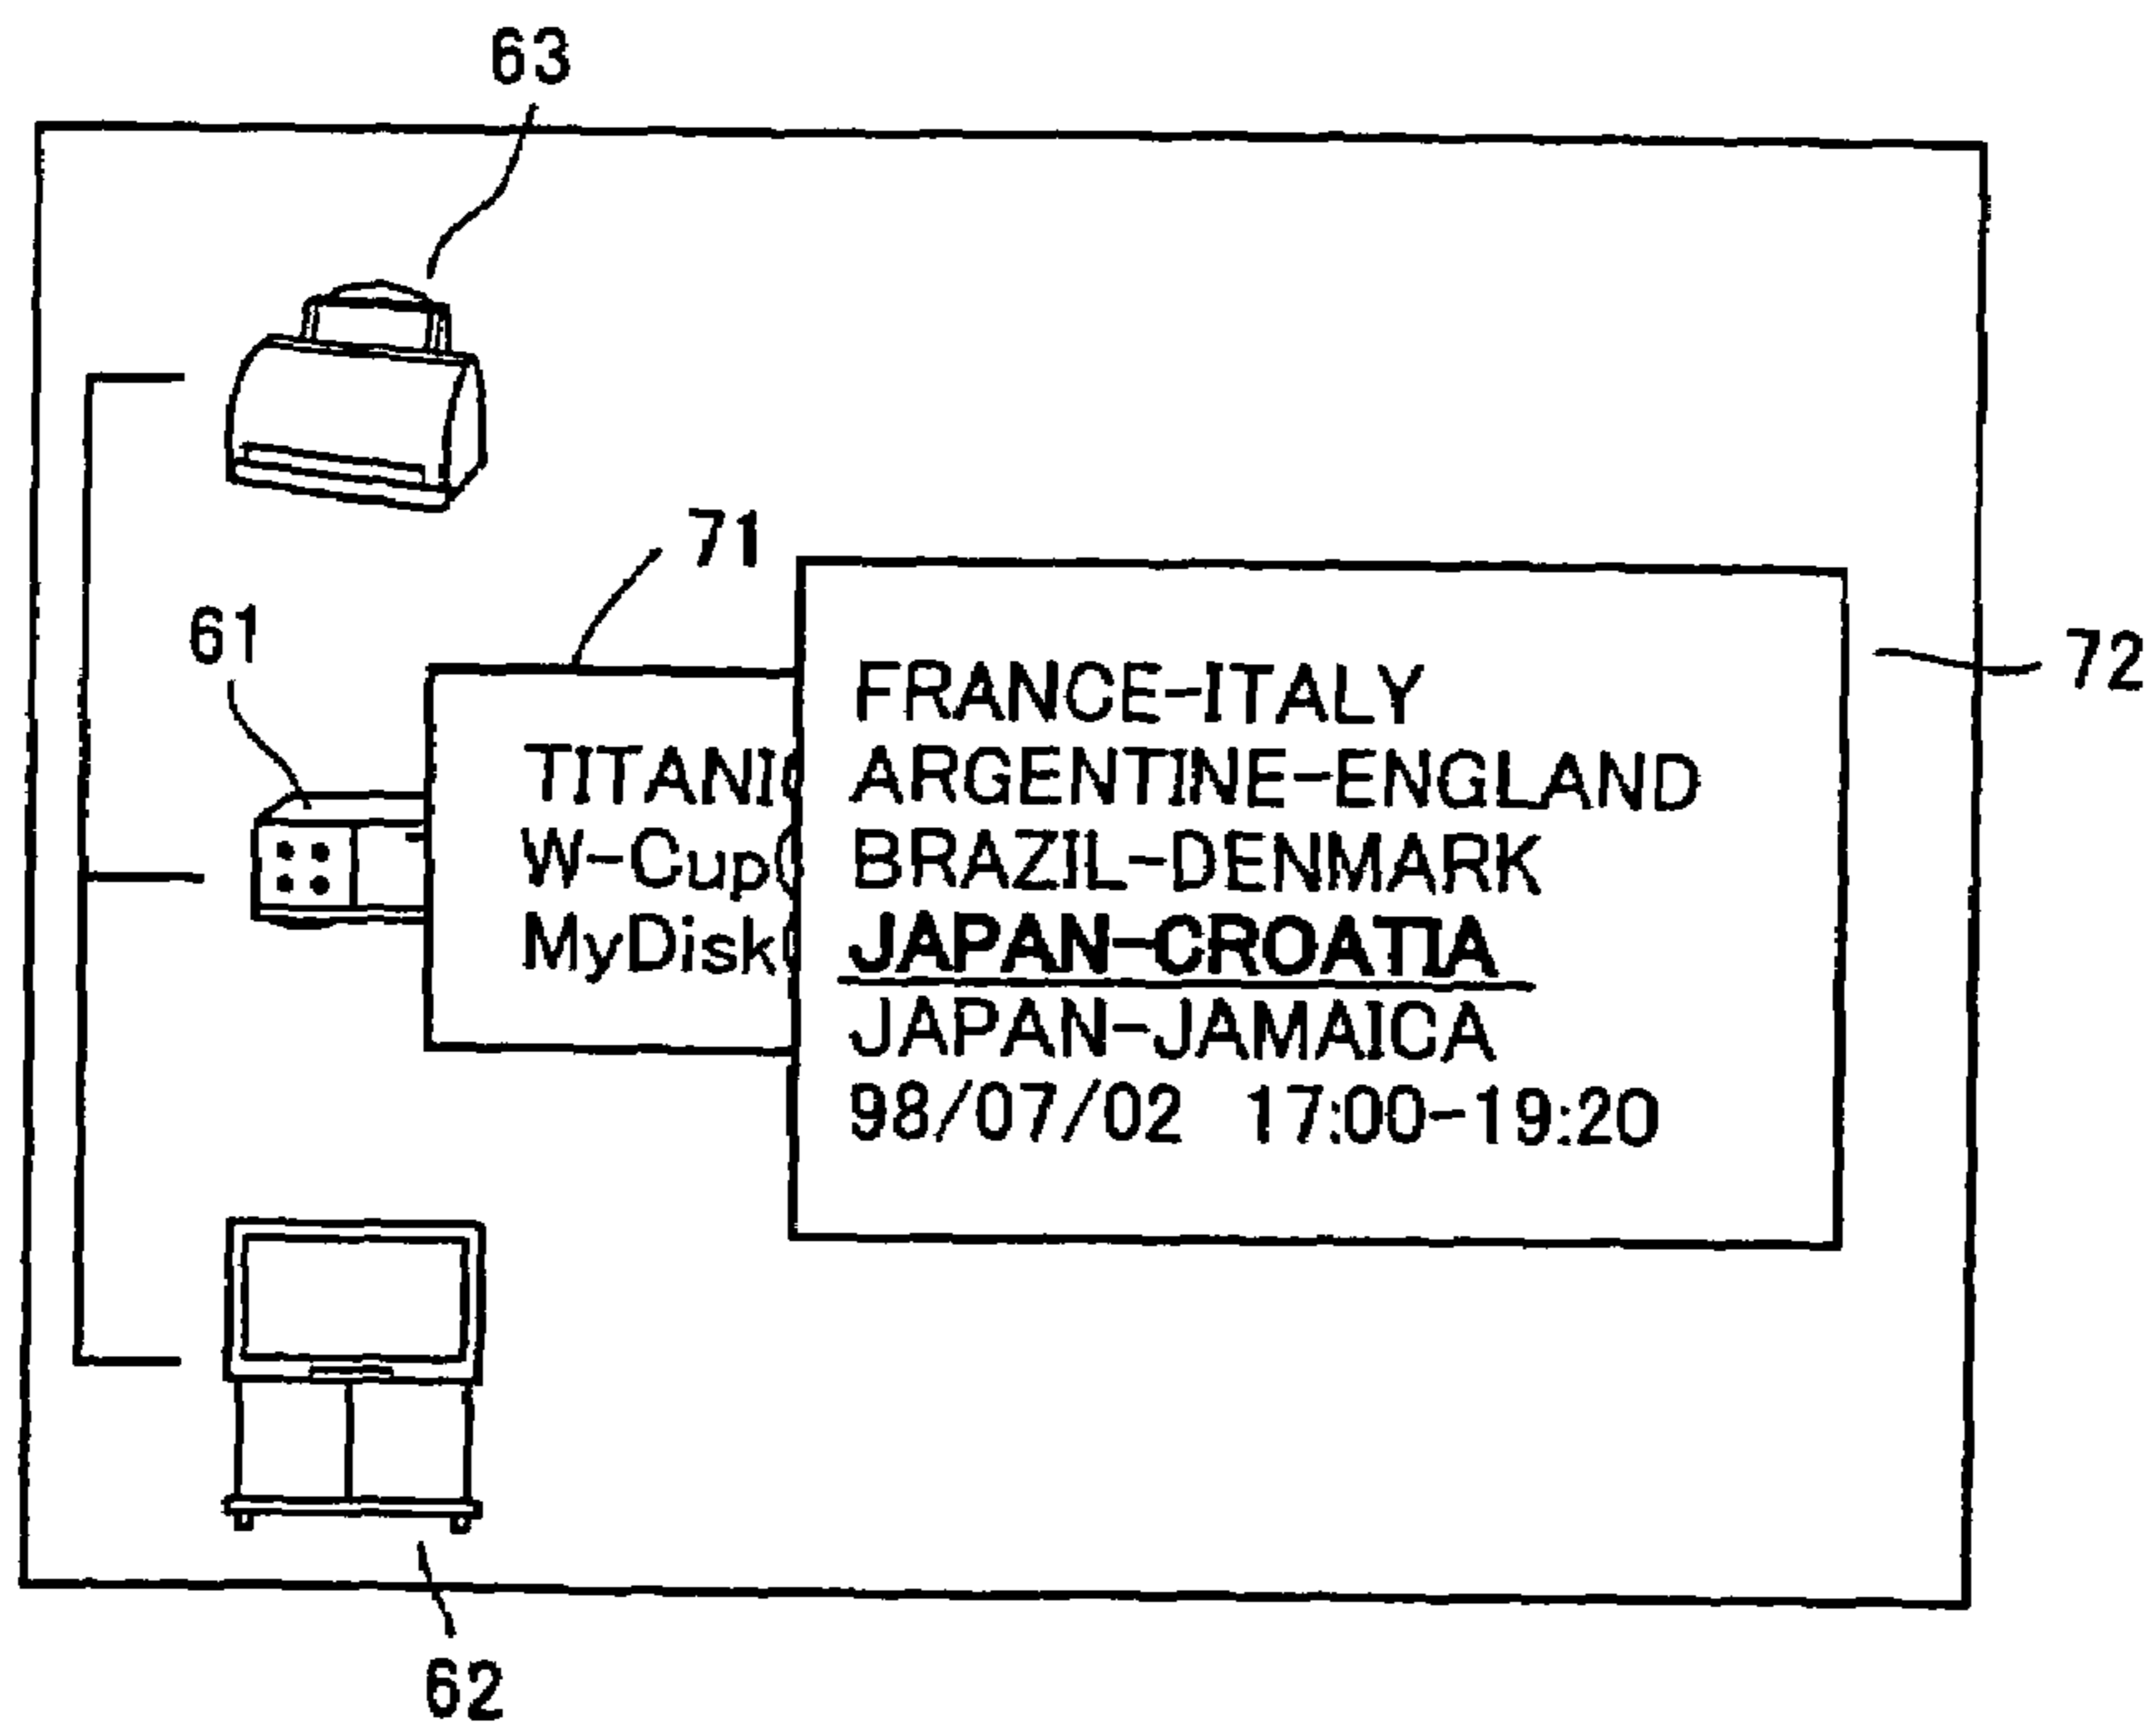 63
71
61
72
FRANCE-ITALY
ARGENTINE-ENGLAND
BRAZIL-DENMARK
JAPAN-CROATIA
JAPAN-JAMAICA
98/07/02 17:00-19:20
W-Cup
MyDisk
62